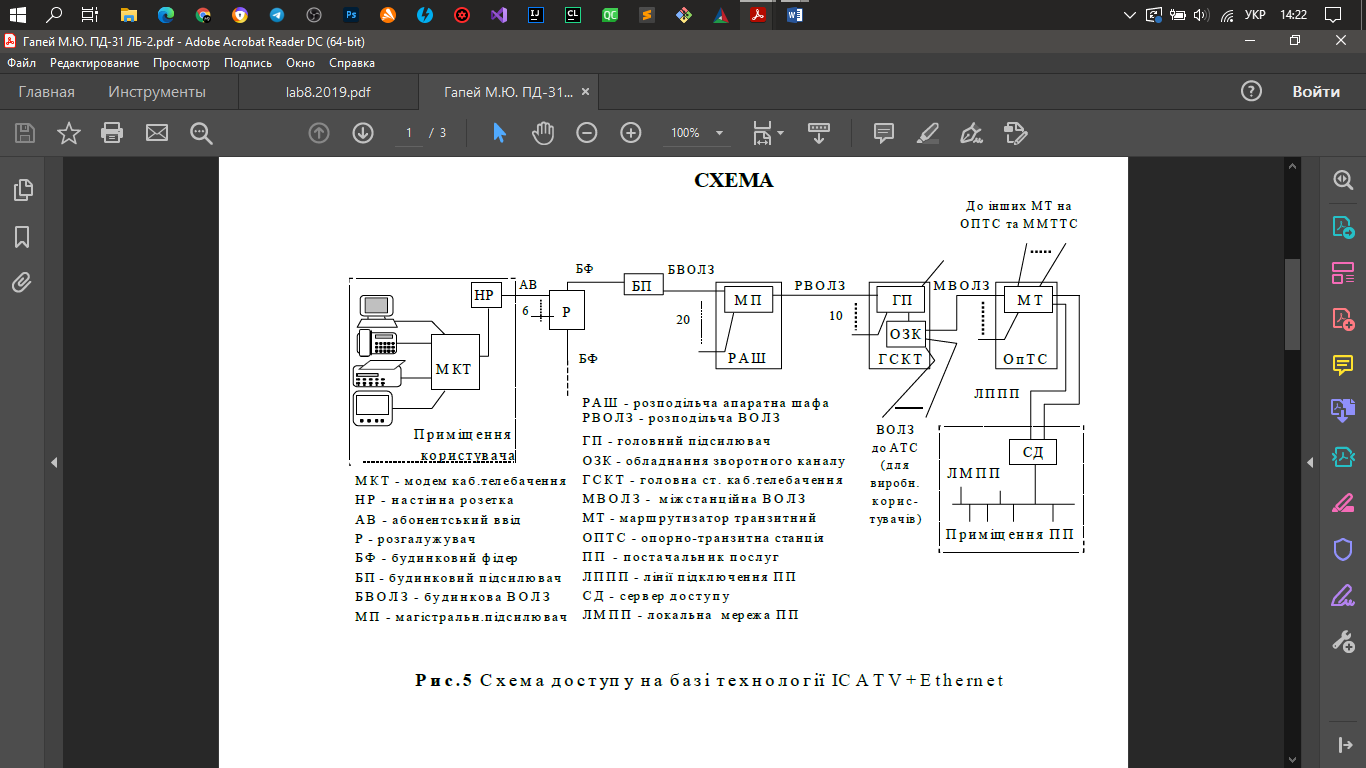 УКР
14:22
Гапей М.Ю. ПД-31 ЛБ-2.pdf - Adobe Acrobat Reader DC (64-bit)
Файл Редактирование Просмотр Подпись Окно Справка
Главная Инструменты lab8.2019.pdf Гапей М.Ю. ПД-31... ×
Войти
1 / 3 100%
СХЕМА
До інших МТ на
ОПТС та ММТТС
БФ БВОЛЗ
АВ РВОЛЗ МВОЛЗ
НР БП
МП ГП МТ
6 Р 20 10
ОЗК
БФ РАШ ГСКТ ОпТС
МКТ
ЛППП
Приміщення
користувача
ВОЛЗ
до АТС
(для
виробн.
корис-
тувачів)
СД
ЛМПП
Приміщення ПП
МКТ - модем каб.телебачення
НР - настінна розетка
АВ - абонентський ввід
Р - розгалужувач
БФ - будинковий фідер
БП - будинковий підсилювач
БВОЛЗ - будинкова ВОЛЗ
МП - магістральн.підсилювач
РАШ - розподільча апаратна шафа
РВОЛЗ - розподільча ВОЛЗ
ГП - головний підсилювач
ОЗК - обладнання зворотного каналу
ГСКТ - головна ст. каб.телебачення
МВОЛЗ - міжстанційна ВОЛЗ
МТ - маршрутизатор транзитний
ОПТС - опорно-транзитна станція
ПП - постачальник послуг
ЛППП - лінії підключення ПП
СД - сервер доступу
ЛМПП - локальна мережа ПП
Рис.5 Схема доступу на базі технології ICATV+Ethernet